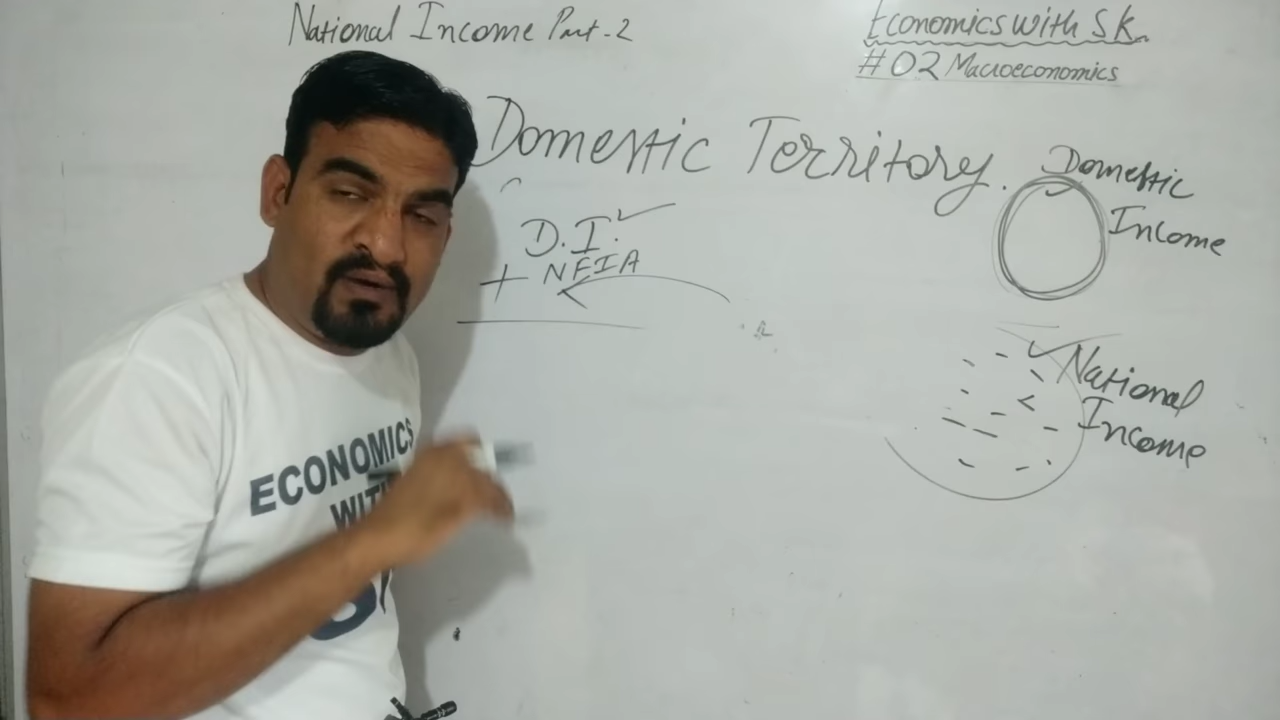 National Income Part-2
Economics with S.K.
#02 Macroeconomics
Domestic Territory.
Domestic
Income
D.I.
+ NFIA
National
Income
ECONOMICS
WITH